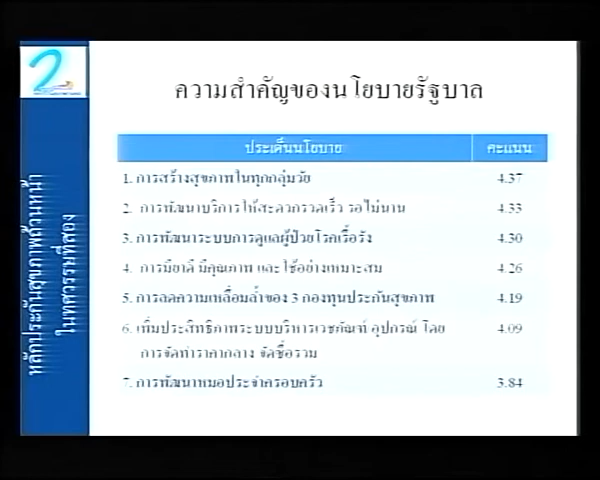 2
ความสำคัญของนโยบายรัฐบาล
ประเด็นนโยบาย คะแนน
1. การสร้างสุขภาพในทุกกลุ่มวัย 4.37
2. การพัฒนาบริการให้สะดวกรวดเร็ว รอไม่นาน 4.33
3. การพัฒนาระบบการดูแลผู้ป่วยโรคเรื้อรัง 4.30
4. การมียาดี มีคุณภาพ และใช้อย่างเหมาะสม 4.26
5. การลดความเหลื่อมล้ำของ 3 กองทุนประกันสุขภาพ 4.19
6. เพิ่มประสิทธิภาพระบบบริหารเวชภัณฑ์ อุปกรณ์ โดย 4.09
การจัดทำราคากลาง จัดซื้อรวม
7. การพัฒนาหมอประจำครอบครัว 3.84
หลักประกันสุขภาพถ้วนหน้า
ในทศวรรษที่สอง